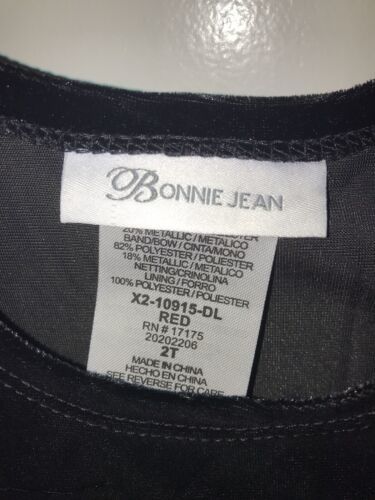 BONNIE JEAN
20% METALLIC / METALICO
BAND/BOW / CINTA/MONO
82% POLYESTER / POLIESTER
18% METALLIC / METALICO
NETTING/CRINOLINA
LINING / FORRO
100% POLYESTER / POLIESTER
X2-10915-DL
RED
RN # 17175
20202206
2T
MADE IN CHINA
HECHO EN CHINA
SEE REVERSE FOR CARE